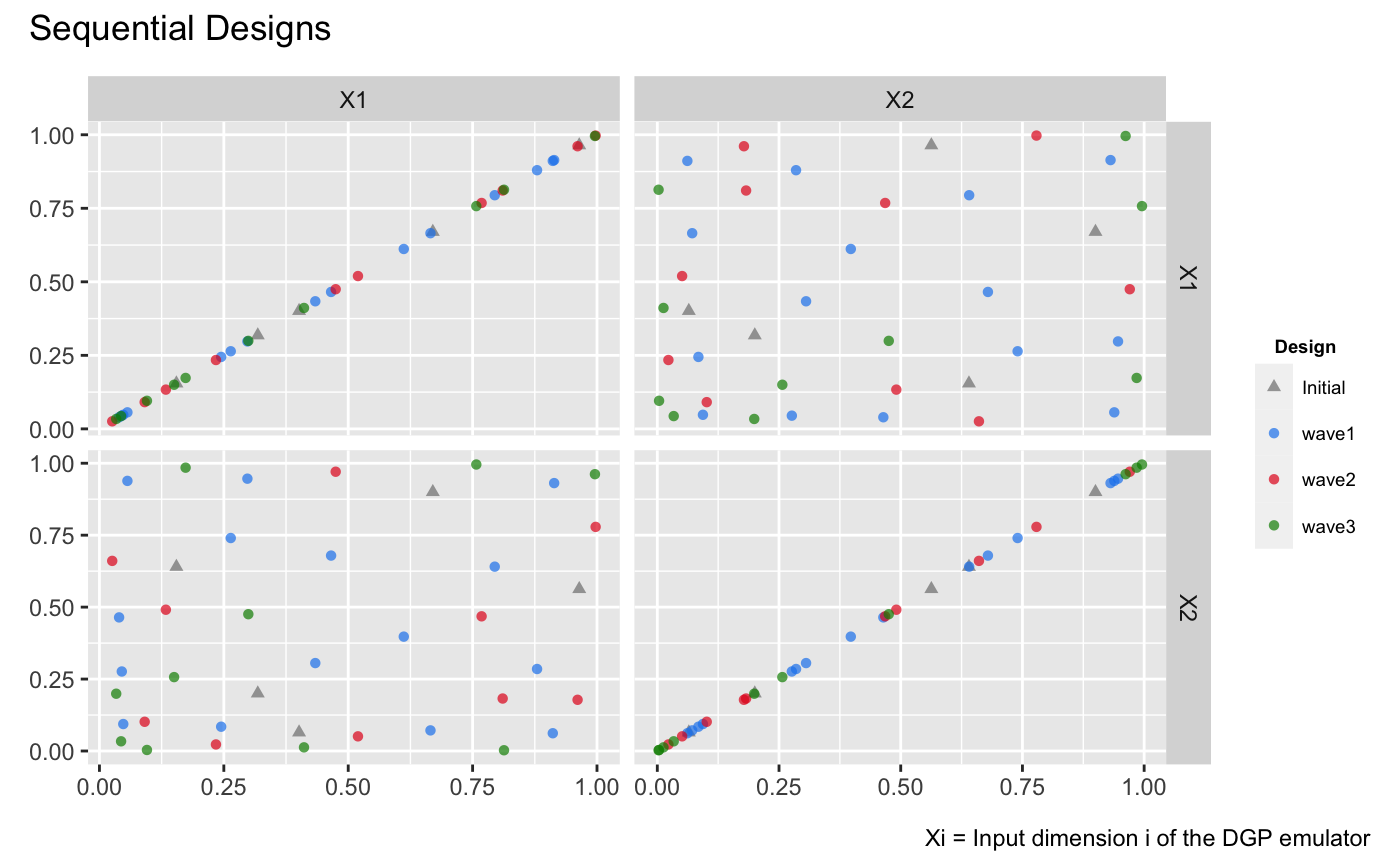 Sequential Designs
X1 X2
1.00
0.75
0.50
0.25
0.00
X1
1.00
0.75
0.50
0.25
0.00
X2
0.00 0.25 0.50 0.75 1.00 0.00 0.25 0.50 0.75 1.00
Design
Initial
wave1
wave2
wave3
Xi = Input dimension i of the DGP emulator